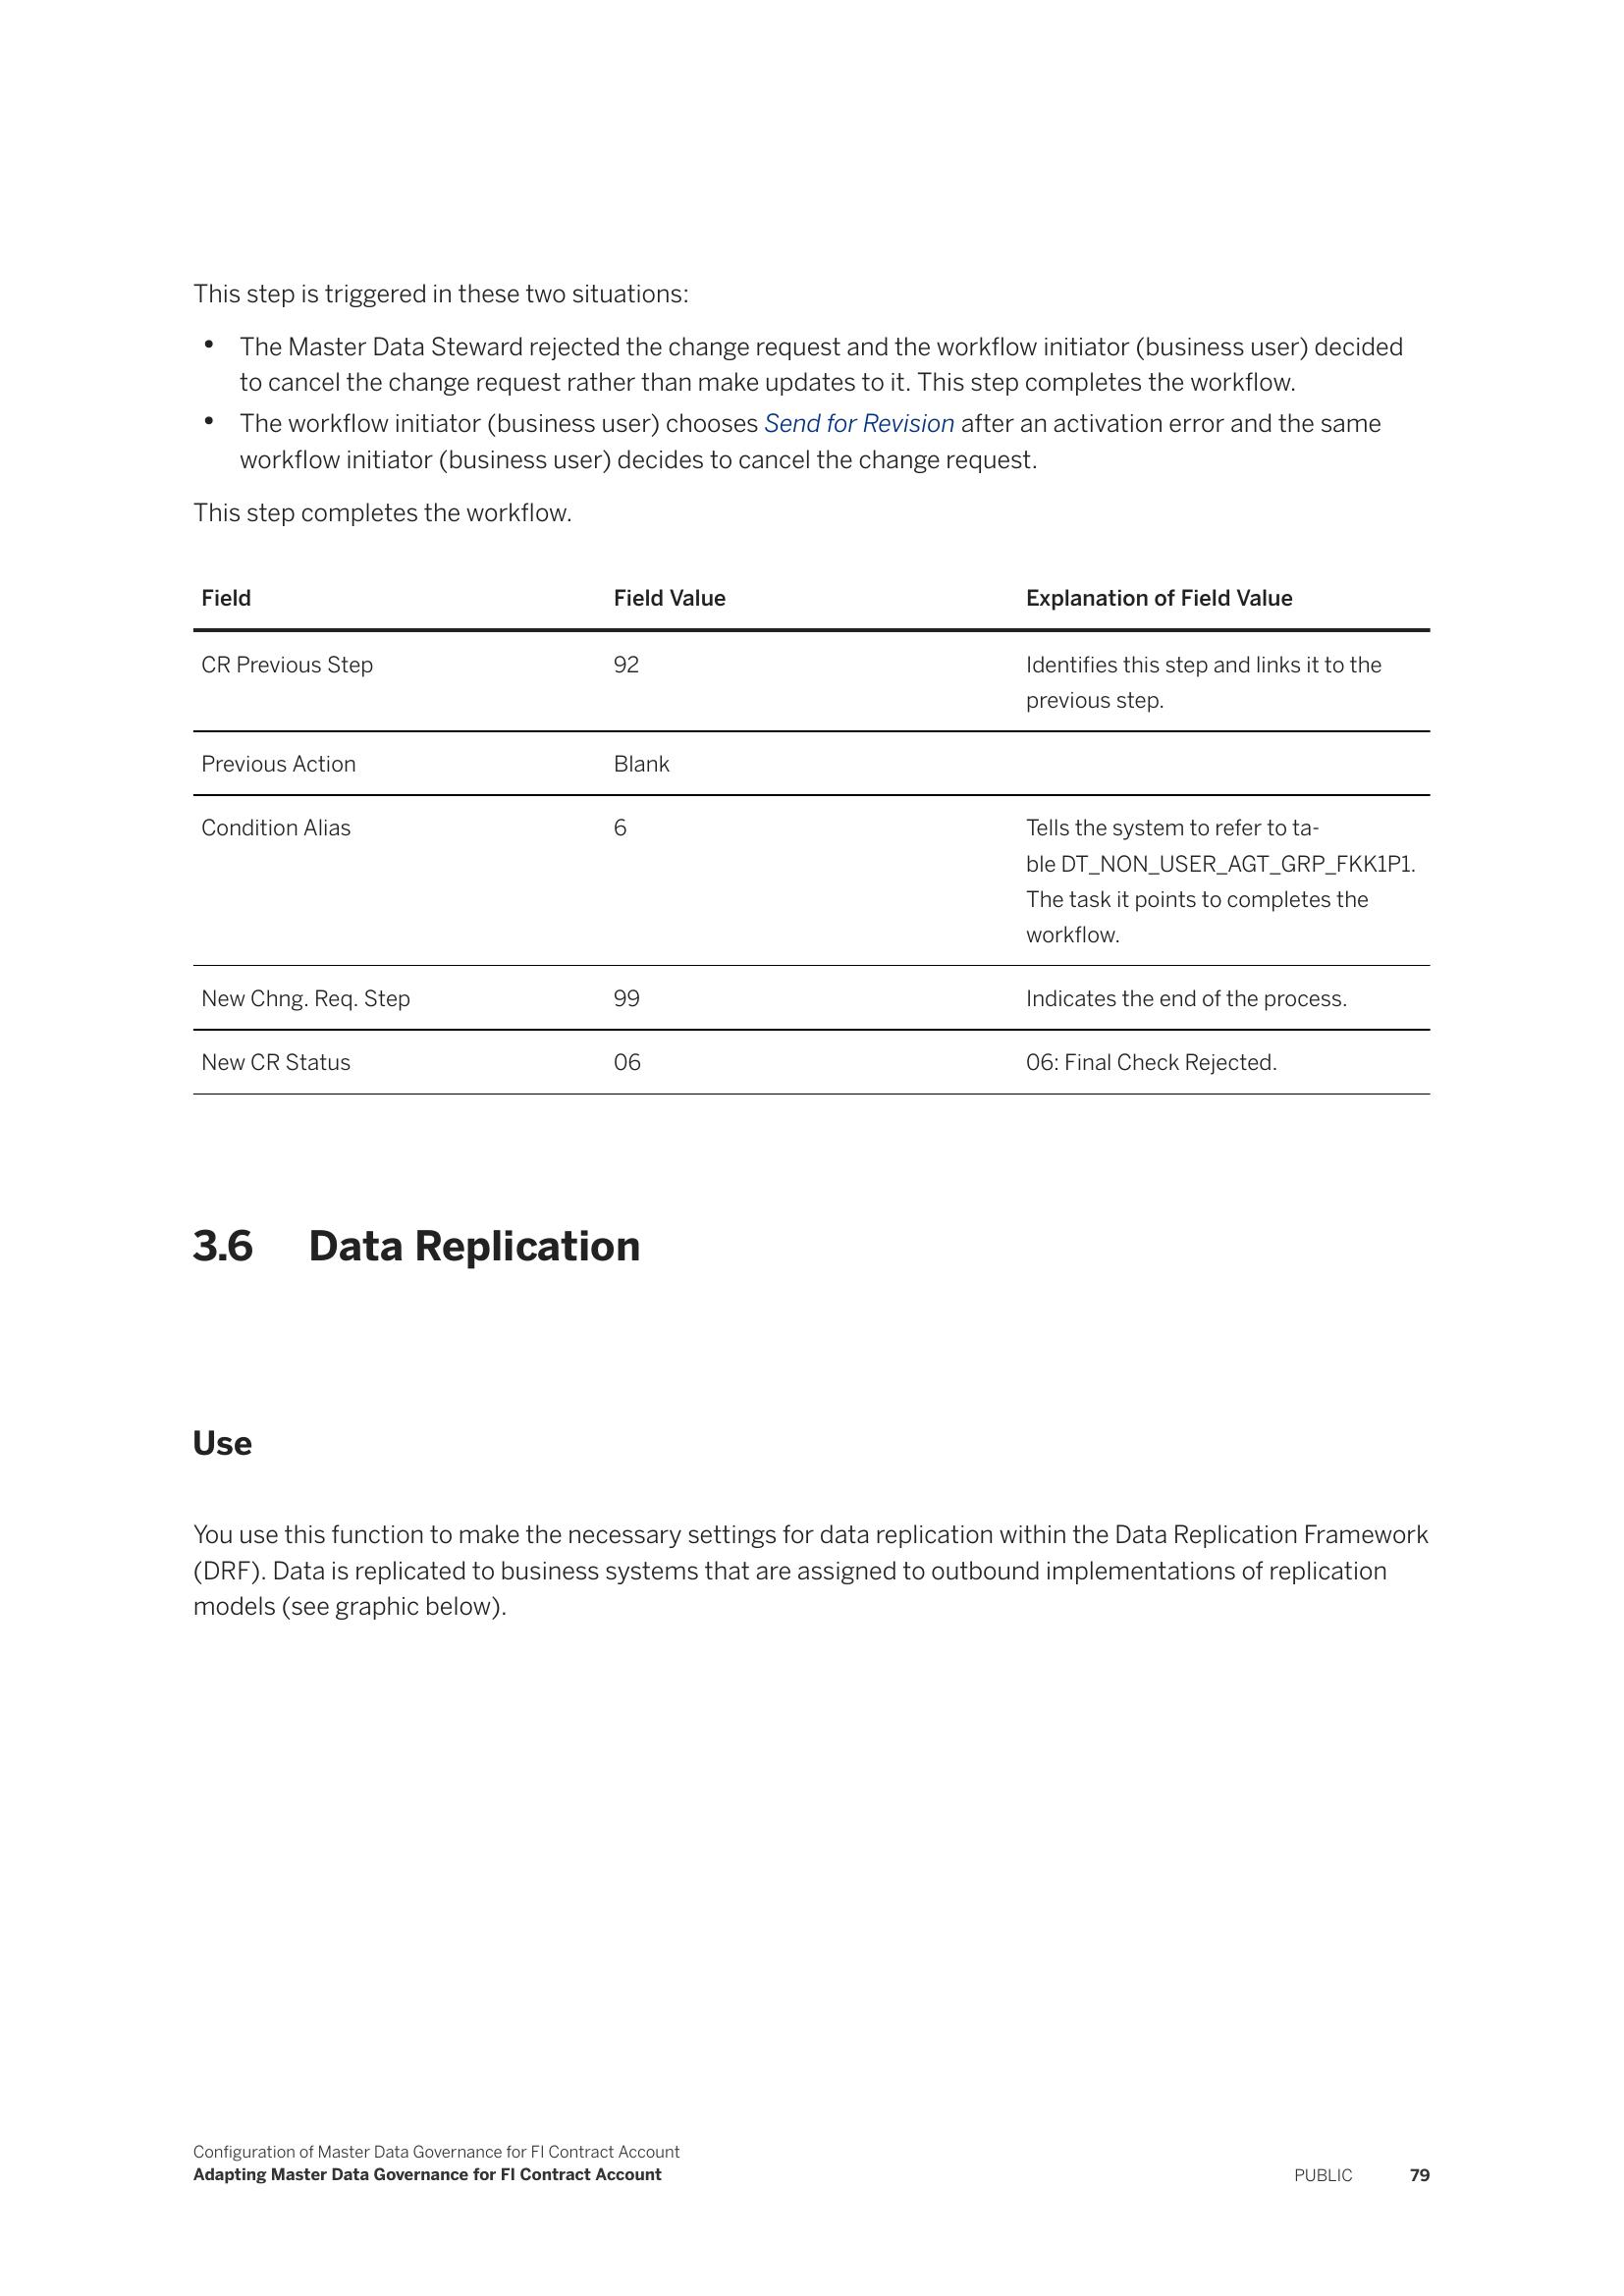 This step is triggered in these two situations:
• The Master Data Steward rejected the change request and the workflow initiator (business user) decided
to cancel the change request rather than make updates to it. This step completes the workflow.
• The workflow initiator (business user) chooses Send for Revision after an activation error and the same
workflow initiator (business user) decides to cancel the change request.
This step completes the workflow.
Field Field Value Explanation of Field Value
CR Previous Step 92 Identifies this step and links it to the
previous step.
Previous Action Blank
Condition Alias 6 Tells the system to refer to ta-
ble DT_NON_USER_AGT_GRP_FKK1P1.
The task it points to completes the
workflow.
New Chng. Req. Step 99 Indicates the end of the process.
New CR Status 06 06: Final Check Rejected.
3.6 Data Replication
Use
You use this function to make the necessary settings for data replication within the Data Replication Framework
(DRF). Data is replicated to business systems that are assigned to outbound implementations of replication
models (see graphic below).
Configuration of Master Data Governance for FI Contract Account
Adapting Master Data Governance for FI Contract Account PUBLIC 79